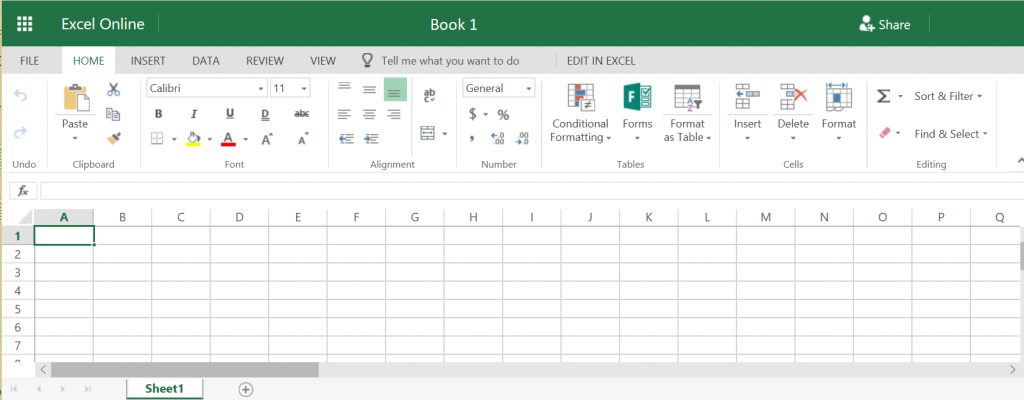 Excel Online Book 1 Share
FILE HOME INSERT DATA REVIEW VIEW Tell me what you want to do EDIT IN EXCEL
Calibri 11 ab c General Σ Sort & Filter
Paste B I U D abc $ % Conditional Formatting Forms Format as Table Insert Delete Format
A A A , .0 .00 .00 .0 Find & Select
Undo Clipboard Font Alignment Number Tables Cells Editing
fx
A B C D E F G H I J K L M N O P Q
1
2
3
4
5
6
7
Sheet1